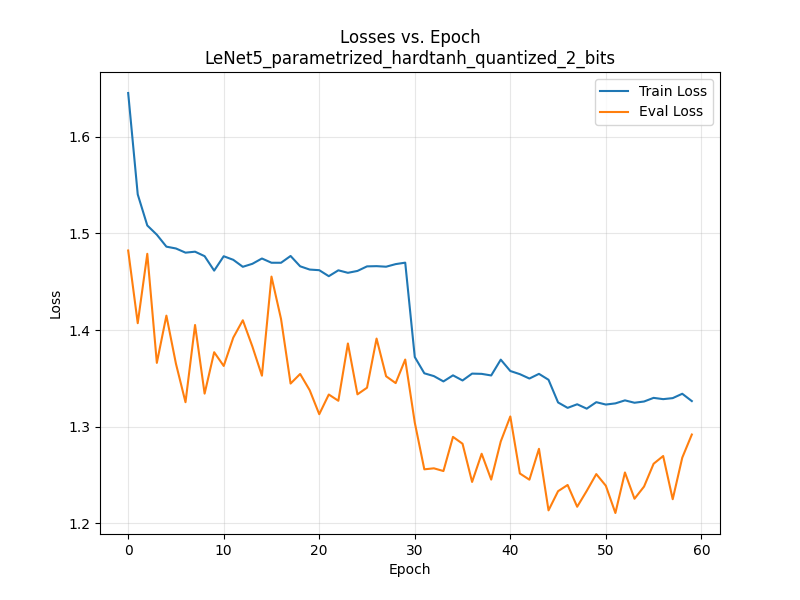 Losses vs. Epoch
LeNet5_parametrized_hardtanh_quantized_2_bits
Train Loss
Eval Loss
1.6
1.5
1.4
1.3
1.2
Loss
0
10
20
30
40
50
60
Epoch